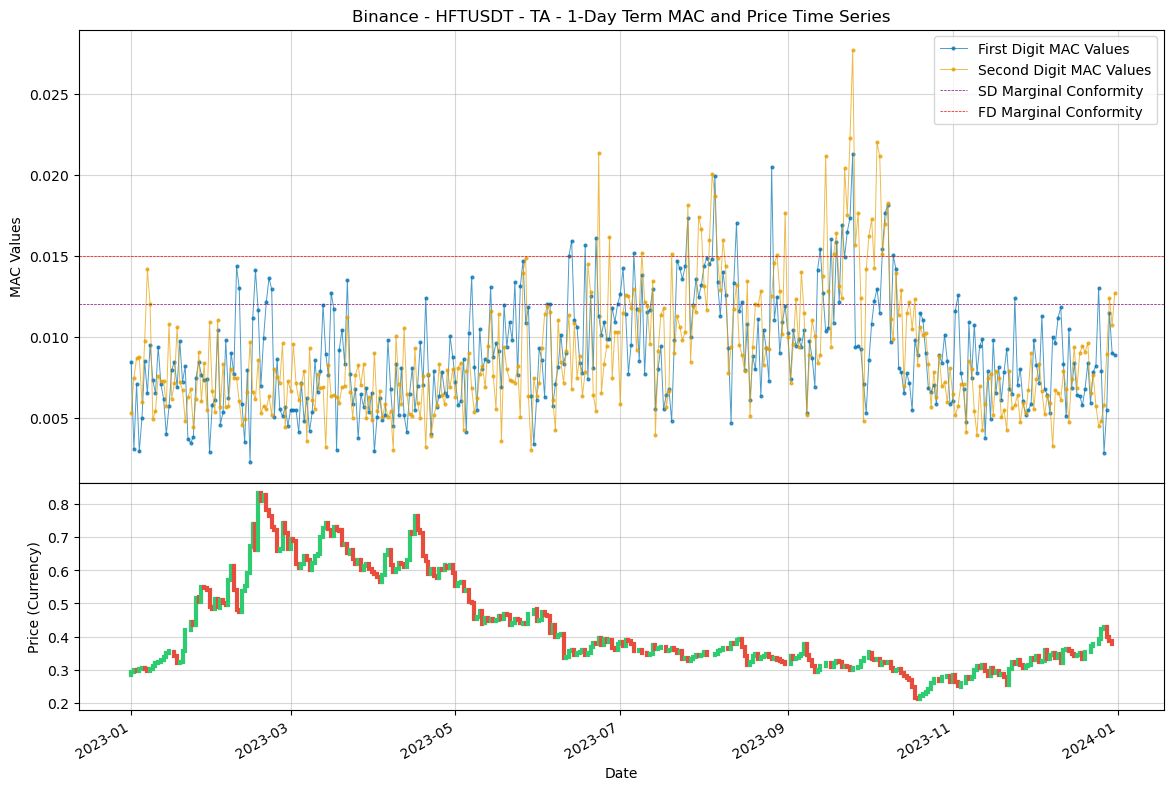 Binance - HFTUSDT - TA - 1-Day Term MAC and Price Time Series
First Digit MAC Values
Second Digit MAC Values
SD Marginal Conformity
FD Marginal Conformity
MAC Values
0.025
0.020
0.015
0.010
0.005
Price (Currency)
0.8
0.7
0.6
0.5
0.4
0.3
0.2
2023-01
2023-03
2023-05
2023-07
2023-09
2023-11
2024-01
Date